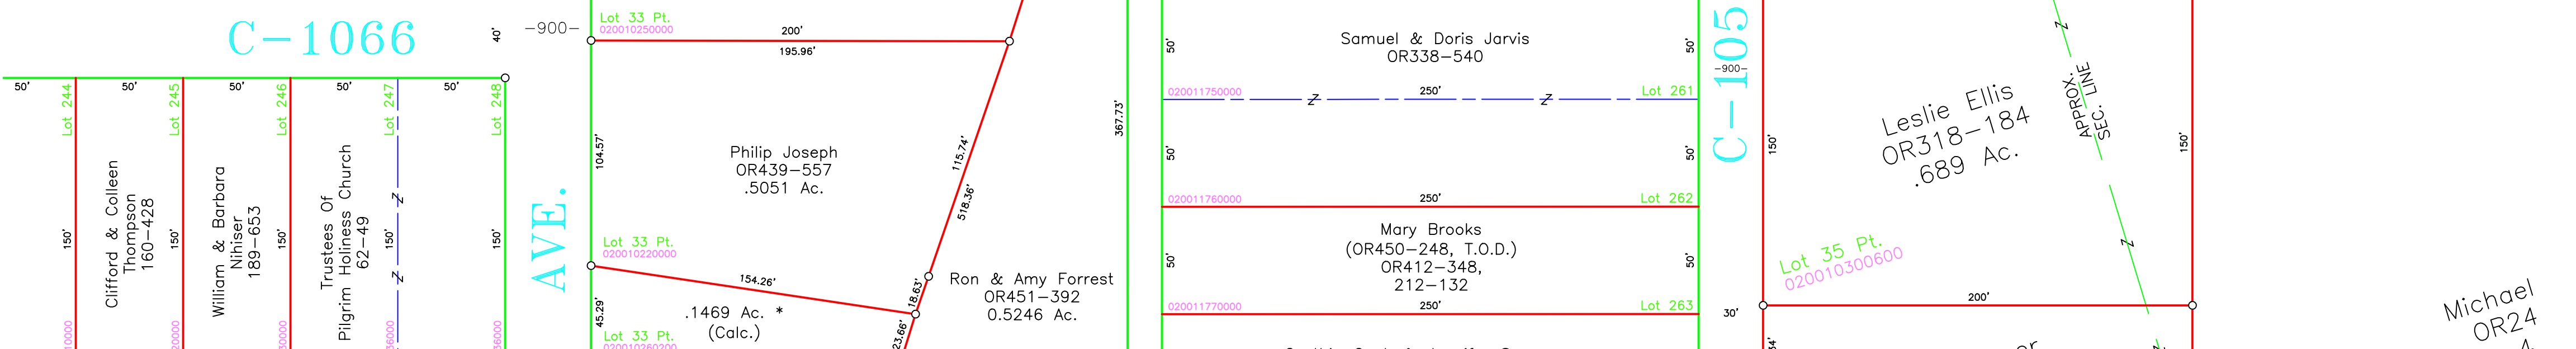 C-1066
40'
50'
50'
50'
50'
50'
Lot 244
Lot 245
Lot 246
Lot 247
Lot 248
150'
Clifford & Colleen
Thompson
160-428
150'
William & Barbara
Nihiser
189-653
150'
Trustees Of
Pilgrim Holiness Church
62-49
150'
150'
AVE.
-900-
Lot 33 Pt.
020010250000
200'
195.96'
104.57'
Philip Joseph
OR439-557
.5051 Ac.
115.74'
518.36'
Lot 33 Pt.
020010220000
154.26'
18.63'
45.29'
.1469 Ac. *
(Calc.)
23.66'
Lot 33 Pt.
020010260200
Ron & Amy Forrest
OR451-392
0.5246 Ac.
367.73'
50'
Samuel & Doris Jarvis
OR338-540
50'
020011750000
250'
Lot 261
50'
50'
020011760000
250'
Lot 262
50'
Mary Brooks
(OR450-248, T.O.D.)
OR412-348,
212-132
50'
020011770000
250'
Lot 263
C-105
-900-
150'
Leslie Ellis
OR318-184
.689 Ac.
APPROX.
SEC. LINE
150'
Lot 35 Pt.
020010300600
200'
30'
Michael
OR24